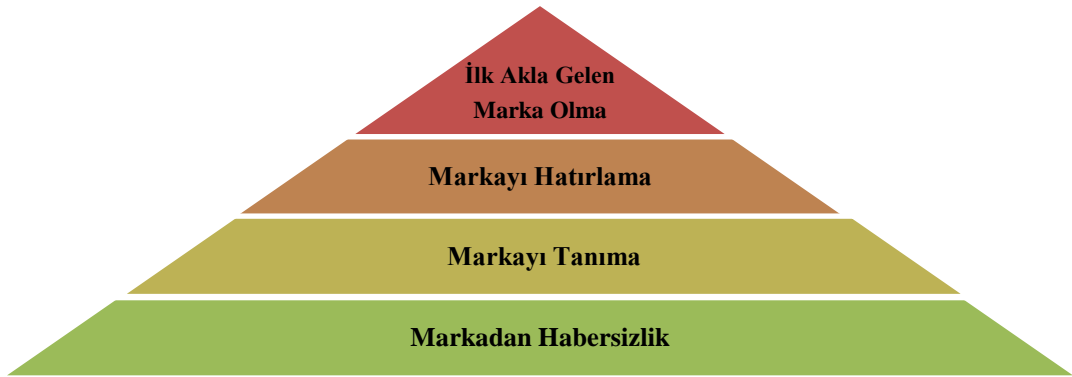 İlk Akla Gelen
Marka Olma
Markayı Hatırlama
Markayı Tanıma
Markadan Habersizlik